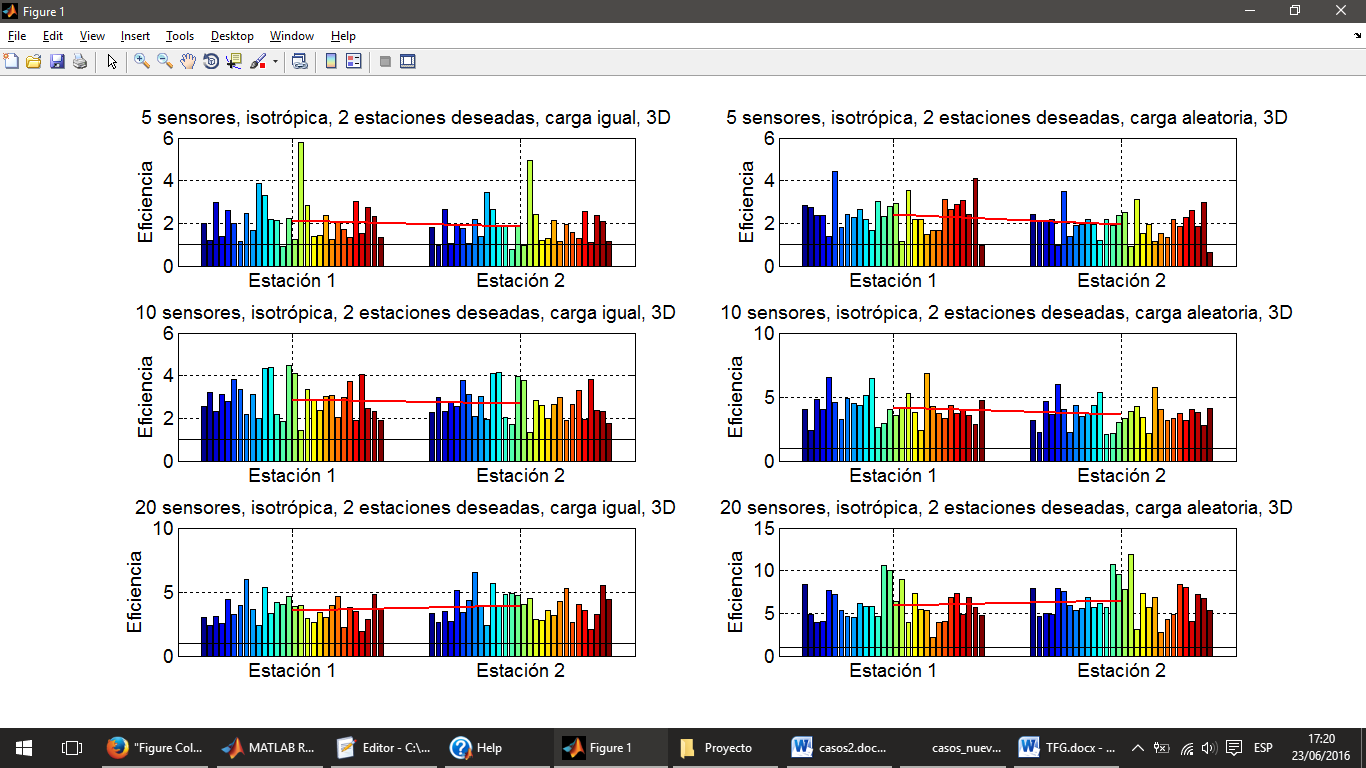 Figure 1
File Edit View Insert Tools Desktop Window Help
5 sensores, isotrópica, 2 estaciones deseadas, carga igual, 3D
Eficiencia
6
4
2
0
Estación 1 Estación 2
5 sensores, isotrópica, 2 estaciones deseadas, carga aleatoria, 3D
Eficiencia
6
4
2
0
Estación 1 Estación 2
10 sensores, isotrópica, 2 estaciones deseadas, carga igual, 3D
Eficiencia
6
4
2
0
Estación 1 Estación 2
10 sensores, isotrópica, 2 estaciones deseadas, carga aleatoria, 3D
Eficiencia
10
5
0
Estación 1 Estación 2
20 sensores, isotrópica, 2 estaciones deseadas, carga igual, 3D
Eficiencia
10
5
0
Estación 1 Estación 2
20 sensores, isotrópica, 2 estaciones deseadas, carga aleatoria, 3D
Eficiencia
15
10
5
0
Estación 1 Estación 2
"Figure Col... MATLAB R... Editor - C:\... Help Figure 1 Proyecto casos2.doc... casos_nuev... TFG.docx - ... ESP 17:20
23/06/2016